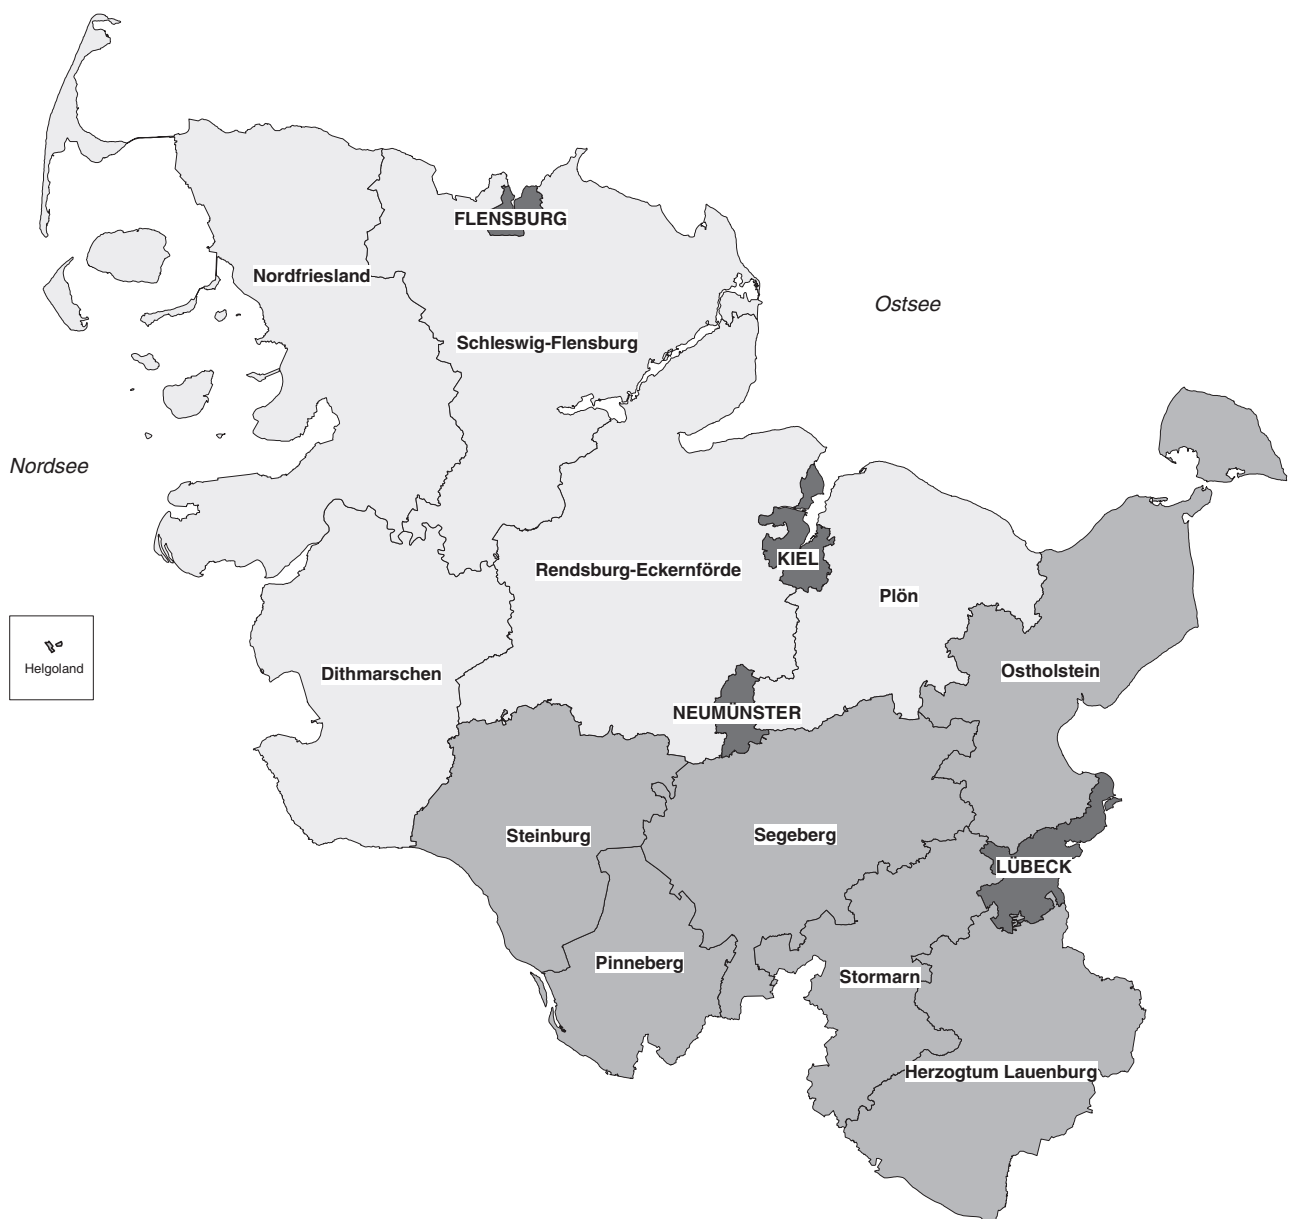 FLENSBURG
Nordfriesland
Ostsee
Schleswig-Flensburg
Nordsee
KIEL
Rendsburg-Eckernförde
Plön
Helgoland
Dithmarschen
Ostholstein
NEUMÜNSTER
Steinburg
Segeberg
LÜBECK
Pinneberg
Stormarn
Herzogtum Lauenburg